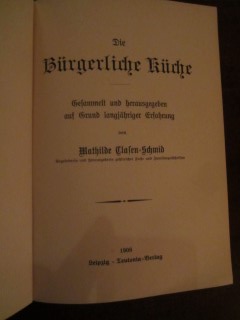 Die
Bürgerliche Küche
Gesammelt und herausgegeben
auf Grund langjähriger Erfahrung
von
Mathilde Clasen-Schmid
Leipzig - Teutonia-Verlag